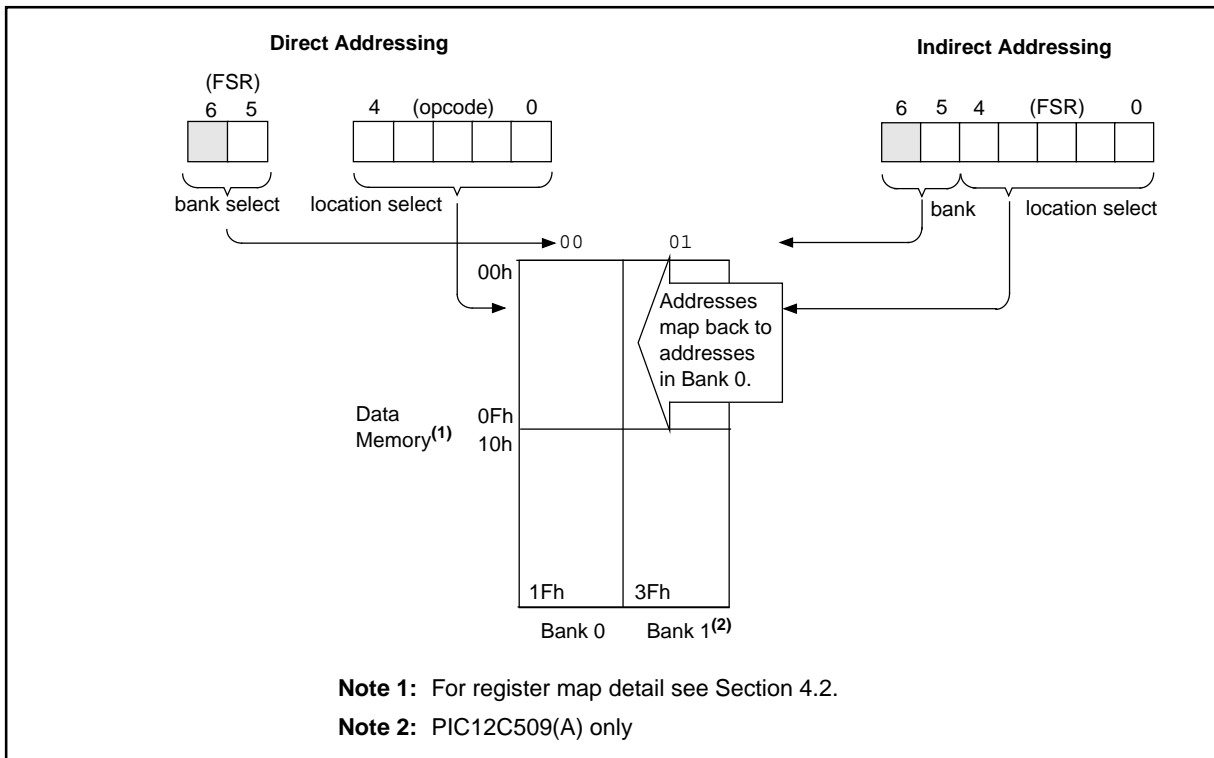 Direct Addressing
Indirect Addressing
(FSR)
6 5
4 (opcode) 0
6 5 4 (FSR) 0
bank select
location select
bank
location select
00
01
00h
Addresses
map back to
addresses
in Bank 0.
Data
Memory(1)
0Fh
10h
1Fh
3Fh
Bank 0
Bank 1(2)
Note 1: For register map detail see Section 4.2.
Note 2: PIC12C509(A) only